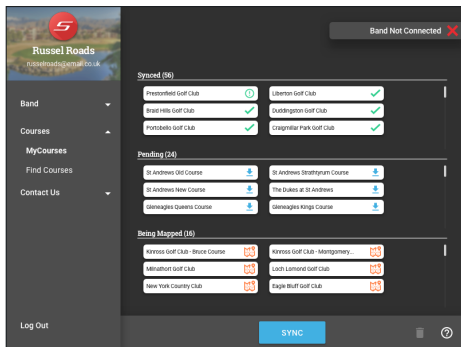 Band Not Connected
Russel Roads
russelroads@email.co.uk
Band
Courses
MyCourses
Find Courses
Contact Us
Log Out
Synced (56)
Prestonfield Golf Club
Liberton Golf Club
Braid Hills Golf Club
Duddingston Golf Club
Portobello Golf Club
Craigmillar Park Golf Club
Pending (24)
St Andrews Old Course
St Andrews Strathtyrum Course
St Andrews New Course
The Dukes at St Andrews
Gleneagles Queens Course
Gleneagles Kings Course
Being Mapped (16)
Kinross Golf Club - Bruce Course
Kinross Golf Club - Montgomery...
Milnathort Golf Club
Loch Lomond Golf Club
New York Country Club
Eagle Bluff Golf Club
SYNC